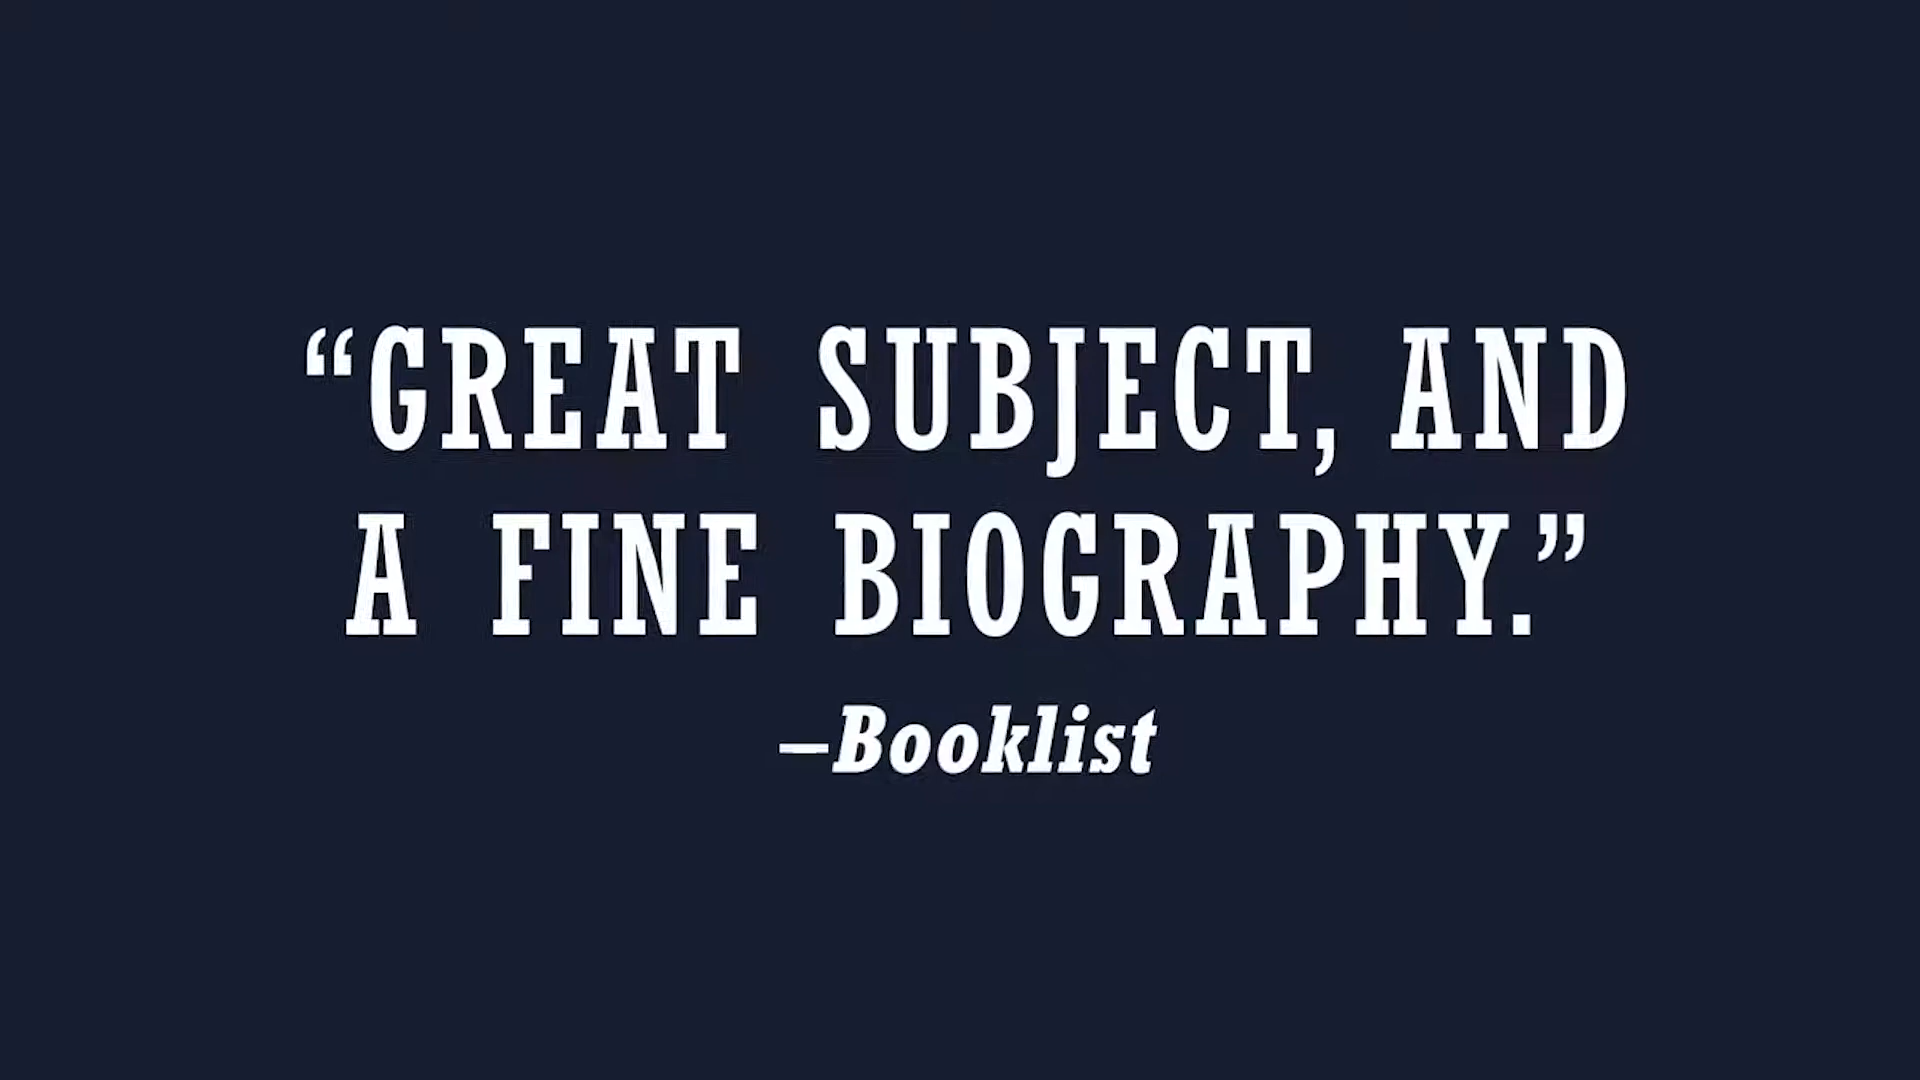 “GREAT SUBJECT, AND
A FINE BIOGRAPHY.”
—Booklist